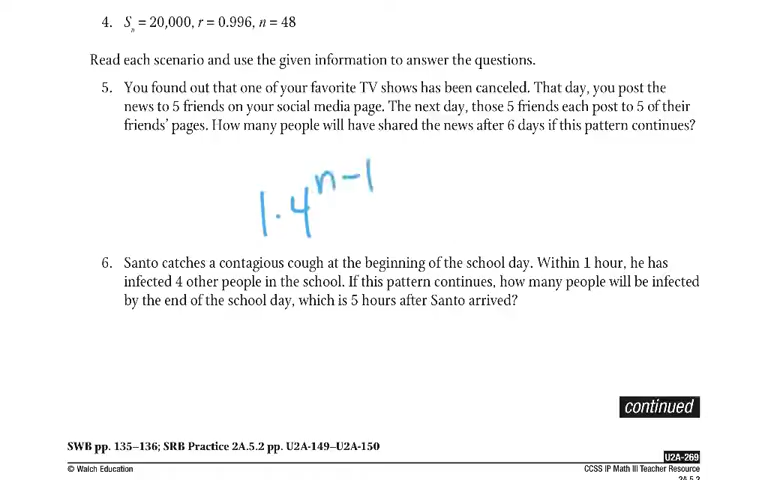 4. Sₙ = 20,000, r = 0.996, n = 48
Read each scenario and use the given information to answer the questions.
5. You found out that one of your favorite TV shows has been canceled. That day, you post the
news to 5 friends on your social media page. The next day, those 5 friends each post to 5 of their
friends’ pages. How many people will have shared the news after 6 days if this pattern continues?
1 · 4^{n-1}
6. Santo catches a contagious cough at the beginning of the school day. Within 1 hour, he has
infected 4 other people in the school. If this pattern continues, how many people will be infected
by the end of the school day, which is 5 hours after Santo arrived?
continued
SWB pp. 135–136; SRB Practice 2A.5.2 pp. U2A-149–U2A-150
U2A-269
© Walch Education
CCSS IP Math III Teacher Resource
2A.5.2